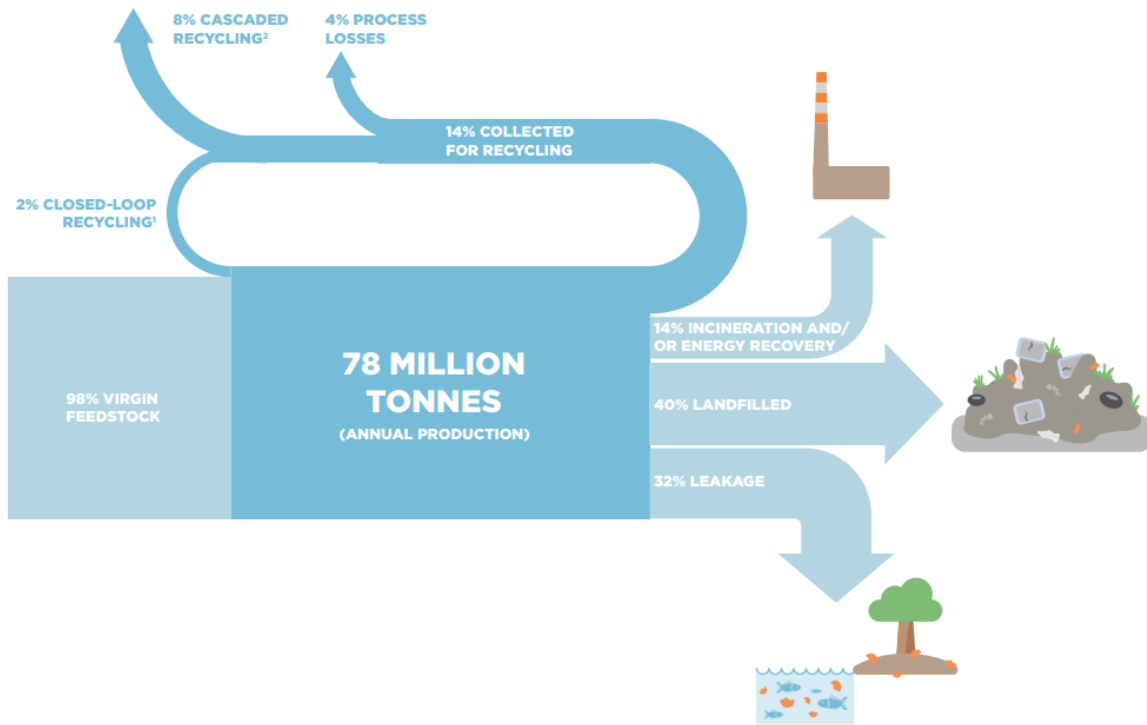 8% CASCADED
RECYCLING²
4% PROCESS
LOSSES
14% COLLECTED
FOR RECYCLING
2% CLOSED-LOOP
RECYCLING¹
98% VIRGIN
FEEDSTOCK
78 MILLION
TONNES
(ANNUAL PRODUCTION)
14% INCINERATION AND/
OR ENERGY RECOVERY
40% LANDFILLED
32% LEAKAGE